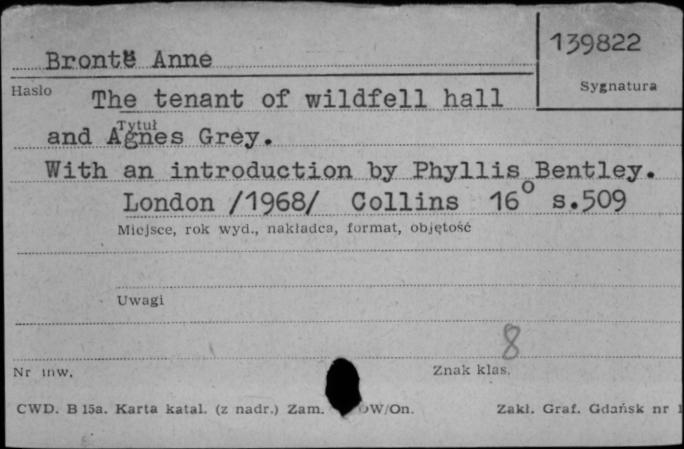 Brontë Anne
139822
Hasło
Sygnatura
The tenant of wildfell hall
Tytuł
and Agnes Grey.
With an introduction by Phyllis Bentley.
London /1968/ Collins 16° s.509
Miejsce, rok wyd., nakładca, format, objętość
Uwagi
8
Nr inw.
Znak klas.
CWD. B 15a. Karta katal. (z nadr.) Zam. OW/On. Zakł. Graf. Gdańsk nr 1